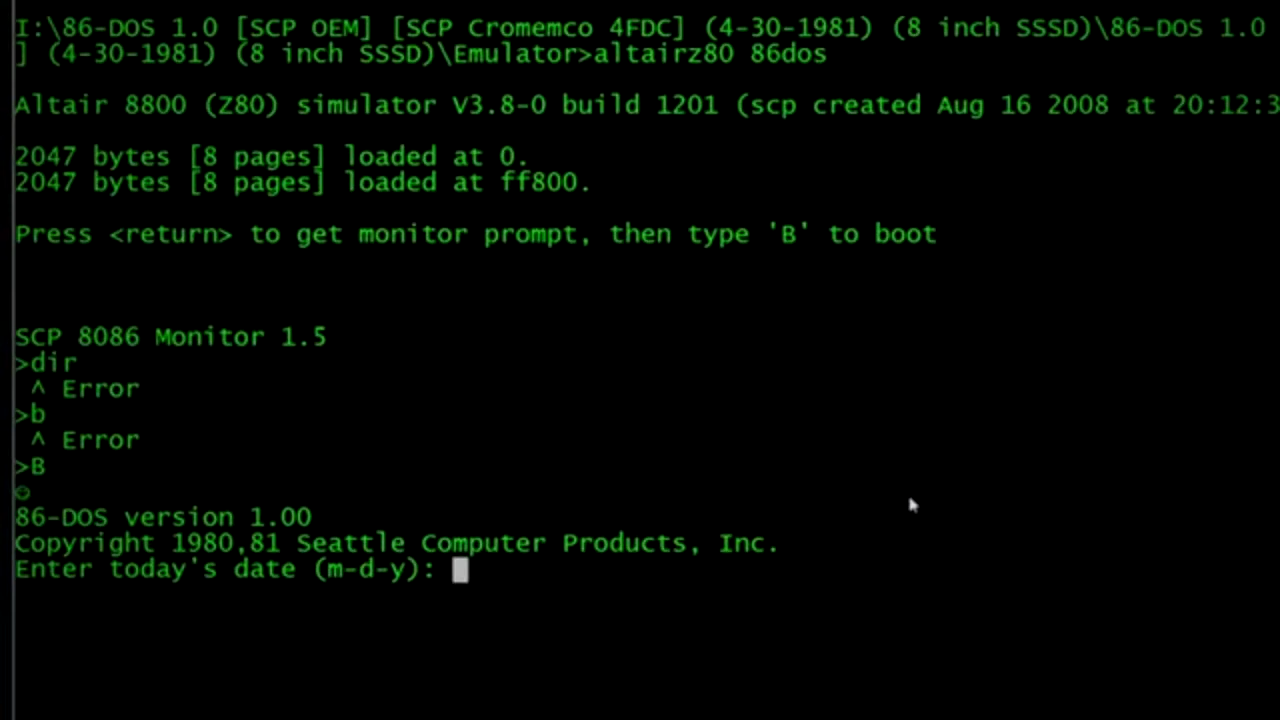 I:\86-DOS 1.0 [SCP OEM] [SCP Cromemco 4FDC] (4-30-1981) (8 inch SSSD)\86-DOS 1.0
] (4-30-1981) (8 inch SSSD)\Emulator>altairz80 86dos
Altair 8800 (Z80) simulator V3.8-0 build 1201 (scp created Aug 16 2008 at 20:12:3
2047 bytes [8 pages] loaded at 0.
2047 bytes [8 pages] loaded at ff800.
Press <return> to get monitor prompt, then type 'B' to boot
SCP 8086 Monitor 1.5
>dir
^ Error
>b
^ Error
>B
☺
86-DOS version 1.00
Copyright 1980,81 Seattle Computer Products, Inc.
Enter today's date (m-d-y):